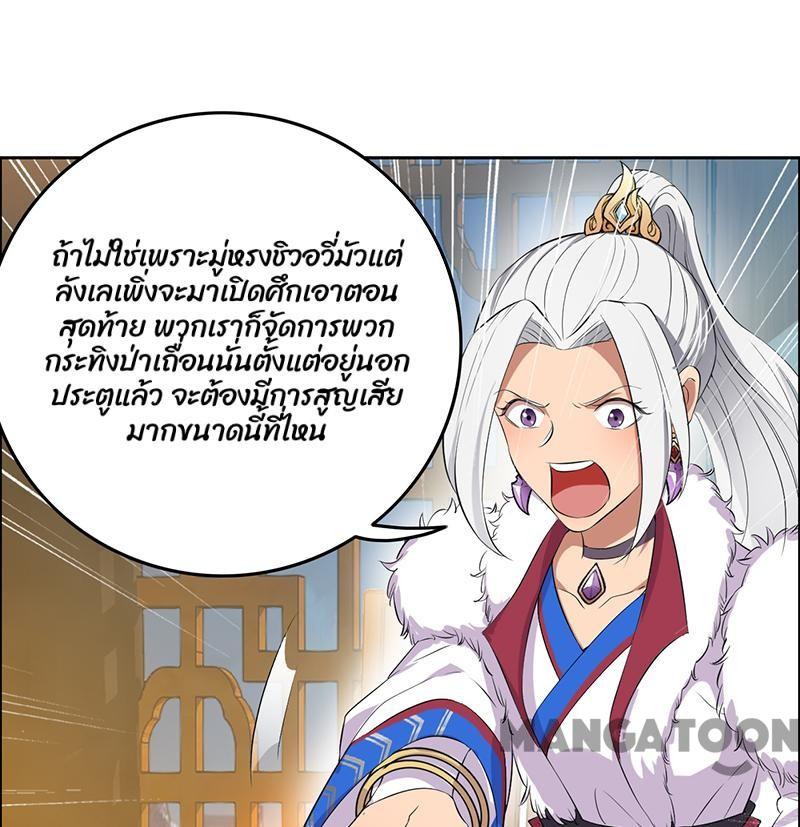 ถ้าไม่ใช่เพราะมู่หรงชิวอวี่มัวแต่
ลังเลเพิ่งจะมาเปิดศึกเอาตอน
สุดท้าย พวกเราก็จัดการพวก
กระทิงป่าเถื่อนนั่นตั้งแต่อยู่นอก
ประตูแล้ว จะต้องมีการสูญเสีย
มากขนาดนี้ที่ไหน
MANGATOON